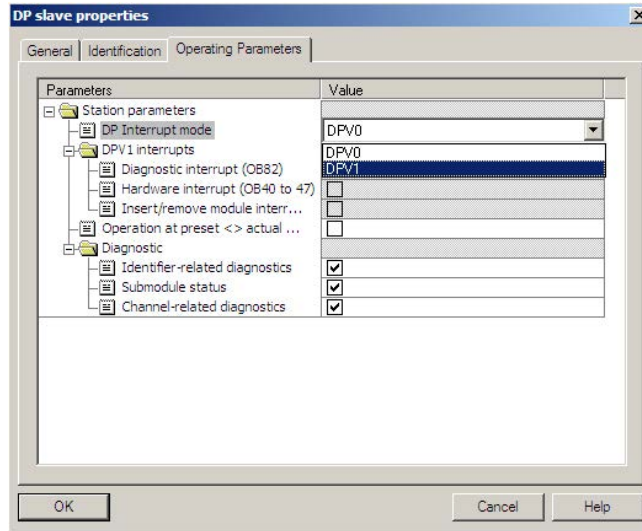 DP slave properties
General Identification Operating Parameters
Parameters Value
Station parameters
DP Interrupt mode DPV0
DPV1 interrupts DPV0
Diagnostic interrupt (OB82) DPV1
Hardware interrupt (OB40 to 47)
Insert/remove module interr...
Operation at preset <> actual ...
Diagnostic
Identifier-related diagnostics
Submodule status
Channel-related diagnostics
OK Cancel Help